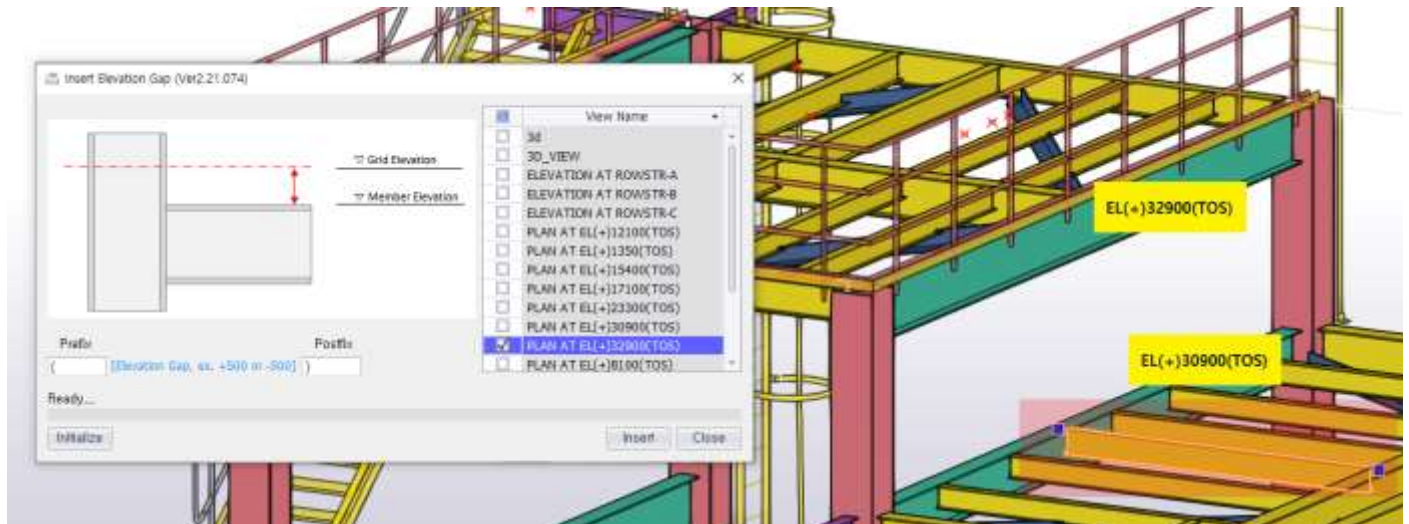 Insert Elevation Gap (Ver2.21.074)
Grid Elevation
Member Elevation
Prefix
Postfix
(
[Elevation Gap, ex, +500 or -500]
)
Ready...
Initialize
Insert
Close
View Name
3d
3D_VIEW
ELEVATION AT ROWSTR-A
ELEVATION AT ROWSTR-B
ELEVATION AT ROWSTR-C
PLAN AT EL(+)12100(TOS)
PLAN AT EL(+)1350(TOS)
PLAN AT EL(+)15400(TOS)
PLAN AT EL(+)17100(TOS)
PLAN AT EL(+)23300(TOS)
PLAN AT EL(+)30900(TOS)
PLAN AT EL(+)32900(TOS)
PLAN AT EL(+)8100(TOS)
EL(+)32900(TOS)
EL(+)30900(TOS)